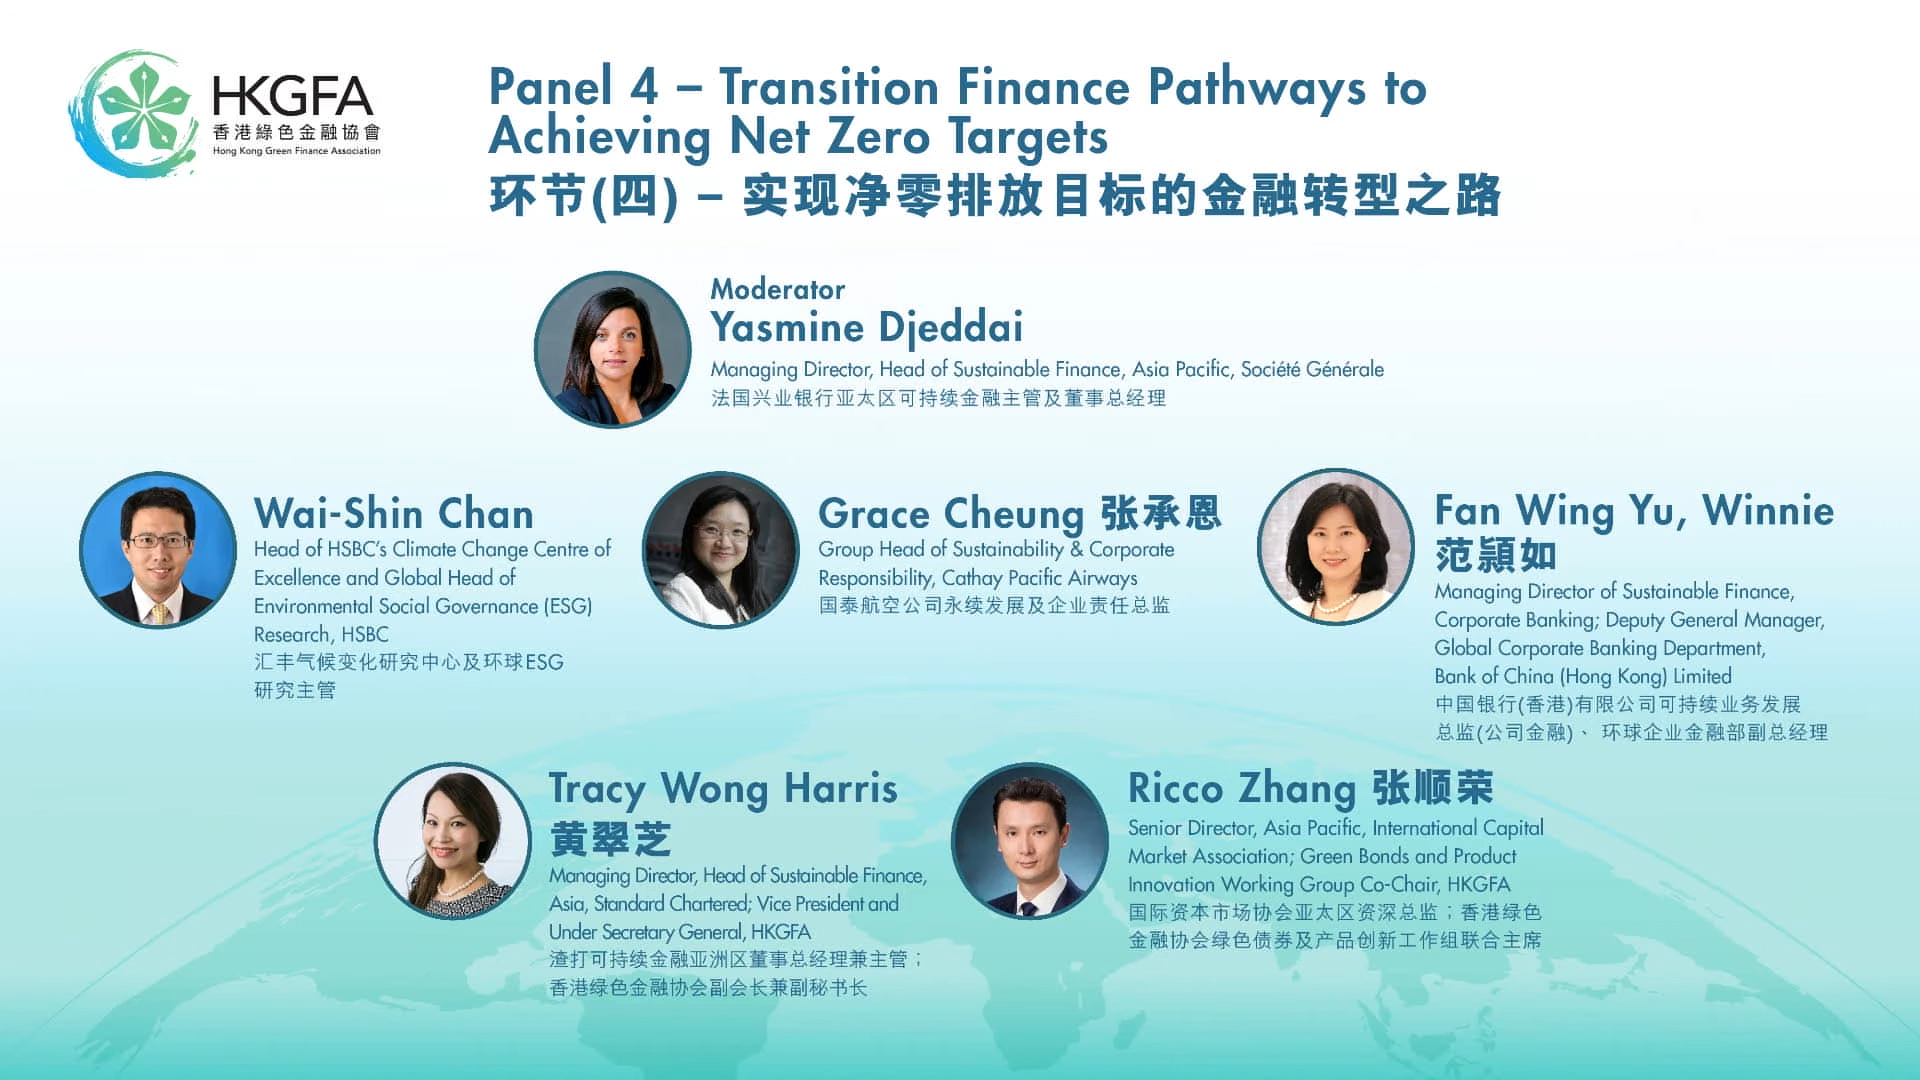 HKGFA
香港綠色金融協會
Hong Kong Green Finance Association
Panel 4 – Transition Finance Pathways to
Achieving Net Zero Targets
环节(四) – 实现净零排放目标的金融转型之路
Moderator
Yasmine Djeddai
Managing Director, Head of Sustainable Finance, Asia Pacific, Société Générale
法国兴业银行亚太区可持续金融主管及董事总经理
Wai-Shin Chan
Head of HSBC’s Climate Change Centre of
Excellence and Global Head of
Environmental Social Governance (ESG)
Research, HSBC
汇丰气候变化研究中心及环球ESG
研究主管
Grace Cheung 张承恩
Group Head of Sustainability & Corporate
Responsibility, Cathay Pacific Airways
国泰航空公司永续发展及企业责任总监
Fan Wing Yu, Winnie
范頴如
Managing Director of Sustainable Finance,
Corporate Banking; Deputy General Manager,
Global Corporate Banking Department,
Bank of China (Hong Kong) Limited
中国银行(香港)有限公司可持续业务发展
总监(公司金融)、 环球企业金融部副总经理
Tracy Wong Harris
黄翠芝
Managing Director, Head of Sustainable Finance,
Asia, Standard Chartered; Vice President and
Under Secretary General, HKGFA
渣打可持续金融亚洲区董事总经理兼主管；
香港绿色金融协会副会长兼副秘书长
Ricco Zhang 张顺荣
Senior Director, Asia Pacific, International Capital
Market Association; Green Bonds and Product
Innovation Working Group Co-Chair, HKGFA
国际资本市场协会亚太区资深总监；香港绿色
金融协会绿色债券及产品创新工作组联合主席